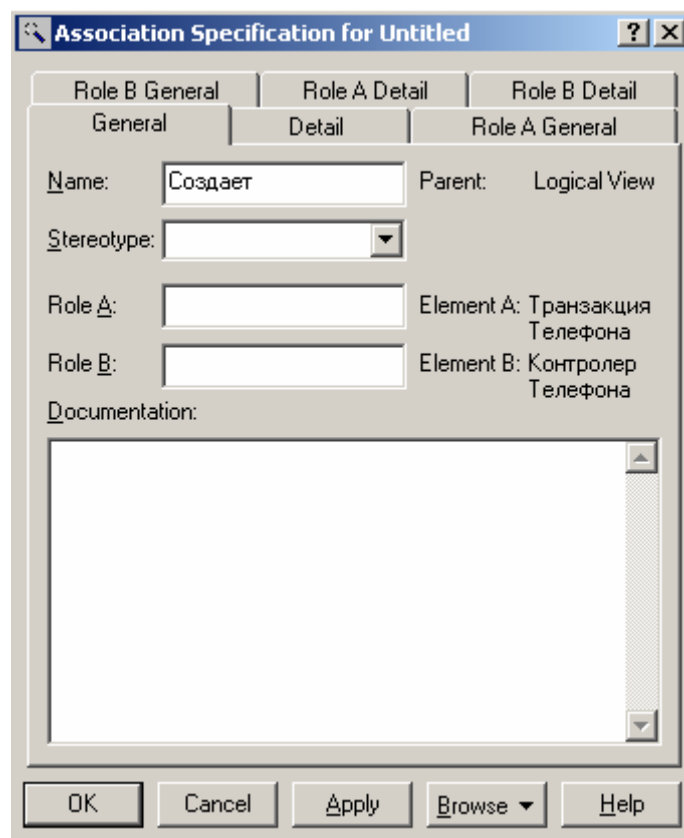 Association Specification for Untitled
Role B General Role A Detail Role B Detail
General Detail Role A General
Name: Создает Parent: Logical View
Stereotype:
Role A: Element A: Транзакция
Телефона
Role B: Element B: Контролер
Телефона
Documentation:
OK Cancel Apply Browse Help